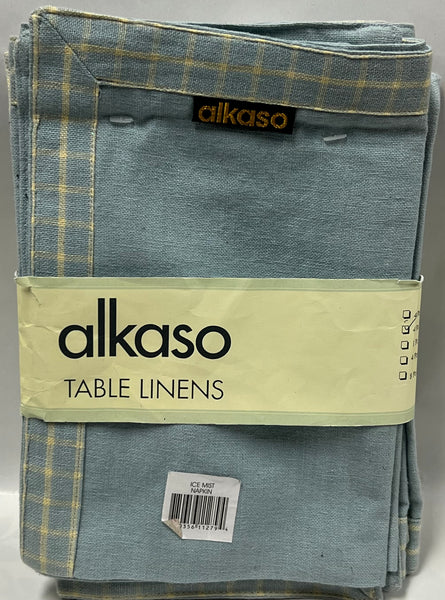 alkaso
alkaso
TABLE LINENS
ICE MIST
NAPKIN